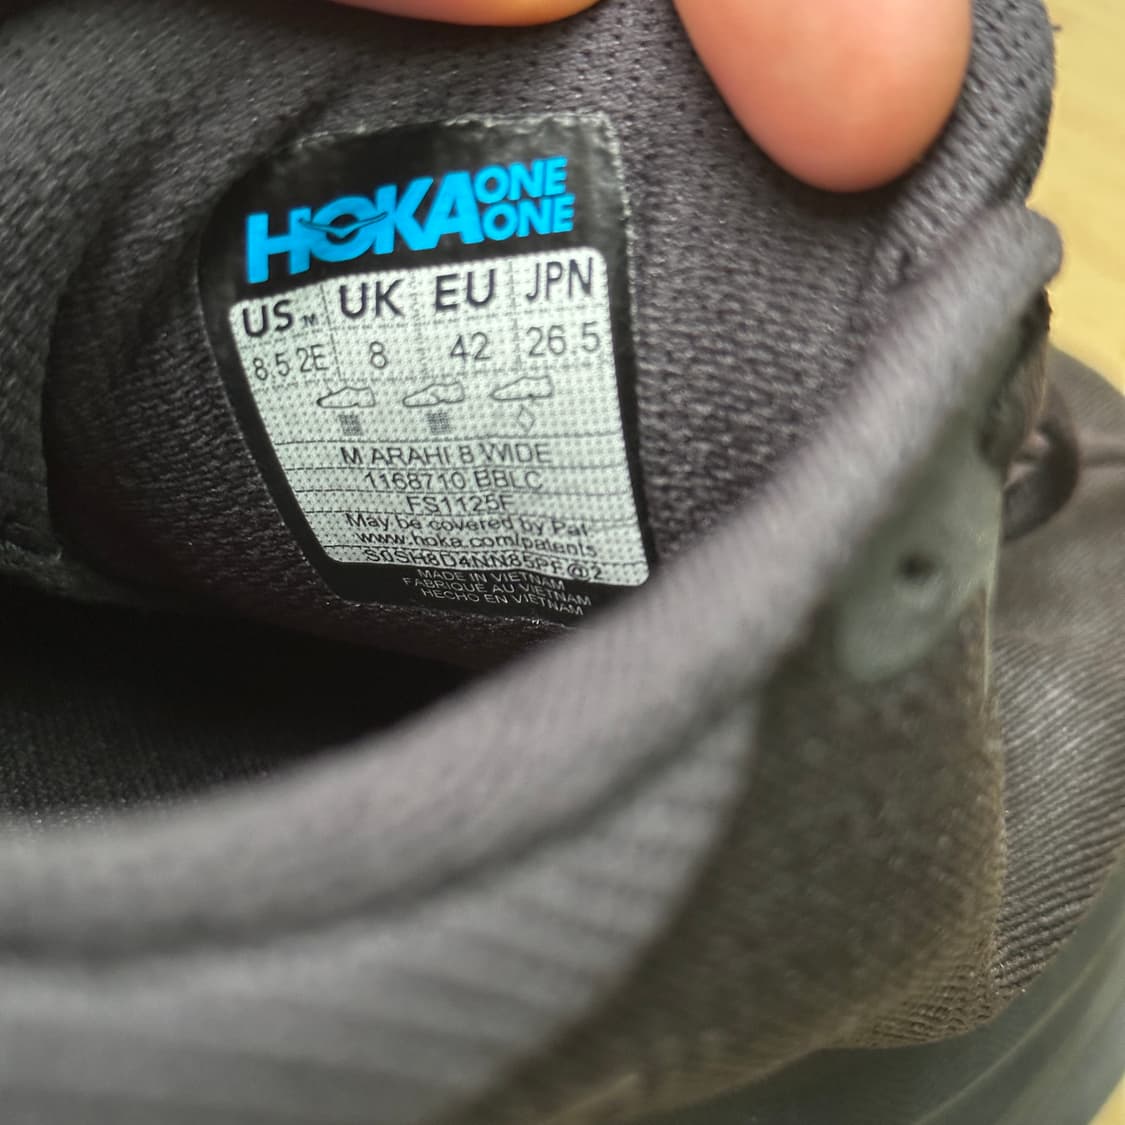 HOKA ONE ONE
US M UK EU JPN
8.5 2E 8 42 26.5
M ARAHI 8 WIDE
1168710 BBLC
FS1125F
May be covered by Pat
www.hoka.com/patents
MADE IN VIETNAM
FABRIQUE AU VIETNAM
HECHO EN VIETNAM